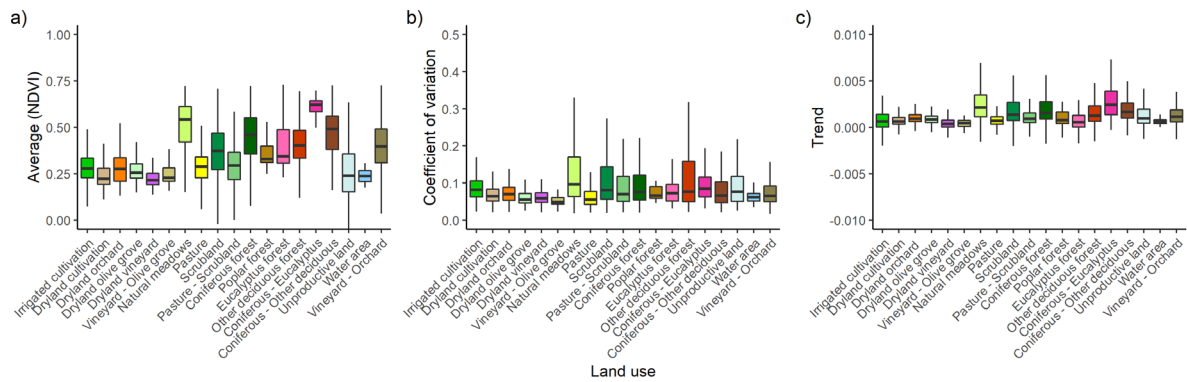 a)
Average (NDVI)
1.00
0.75
0.50
0.25
0.00
Irrigated cultivation
Dryland cultivation
Dryland orchard
Dryland olive grove
Dryland vineyard
Vineyard - Olive grove
Natural meadows
Pasture
Scrubland
Pasture - Scrubland
Coniferous forest
Poplar forest
Eucalyptus forest
Other deciduous forest
Coniferous - Eucalyptus
Coniferous - Other deciduous
Unproductive land
Water area
Vineyard - Orchard
b)
Coefficient of variation
0.5
0.4
0.3
0.2
0.1
0.0
Irrigated cultivation
Dryland cultivation
Dryland orchard
Dryland olive grove
Dryland vineyard
Vineyard - Olive grove
Natural meadows
Pasture
Scrubland
Pasture - Scrubland
Coniferous forest
Poplar forest
Eucalyptus forest
Other deciduous forest
Coniferous - Eucalyptus
Coniferous - Other deciduous
Unproductive land
Water area
Vineyard - Orchard
Land use
c)
Trend
0.010
0.005
0.000
-0.005
-0.010
Irrigated cultivation
Dryland cultivation
Dryland orchard
Dryland olive grove
Dryland vineyard
Vineyard - Olive grove
Natural meadows
Pasture
Scrubland
Pasture - Scrubland
Coniferous forest
Poplar forest
Eucalyptus forest
Other deciduous forest
Coniferous - Eucalyptus
Coniferous - Other deciduous
Unproductive land
Water area
Vineyard - Orchard